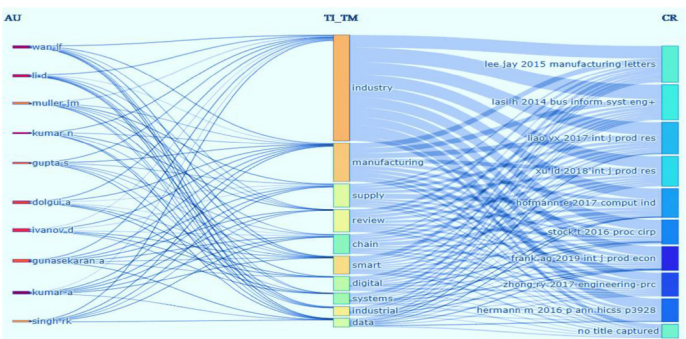 AU
TI_TM
CR
wan jf
li d
muller jm
kumar n
gupta s
dolgui a
ivanov d
gunasekaran a
kumar a
singh rk
industry
manufacturing
supply
review
chain
smart
digital
systems
industrial
data
lee jay 2015 manufacturing letters
lasih 2014 bus inform syst eng+
liao yx 2017 int j prod res
xu ld 2018 int j prod res
hofmann e 2017 comput ind
stock t 2016 proc cirp
frank ag 2019 int j prod econ
zhong ry 2017 engineering prc
hermann m 2016 p ann hicss p3928
no title captured